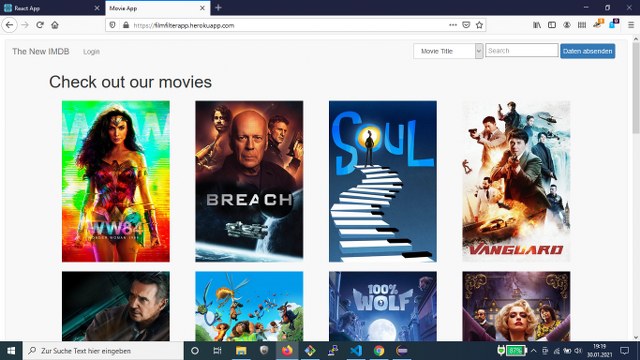 React App
Movie App
https://filmfilterapp.herokuapp.com
The New IMDB
Login
Movie Title
Search
Daten absenden
Check out our movies
WW84
BREACH
SOUL
VANGUARD
100%
WOLF
Zur Suche Text hier eingeben
87%
19:19
30.01.2021